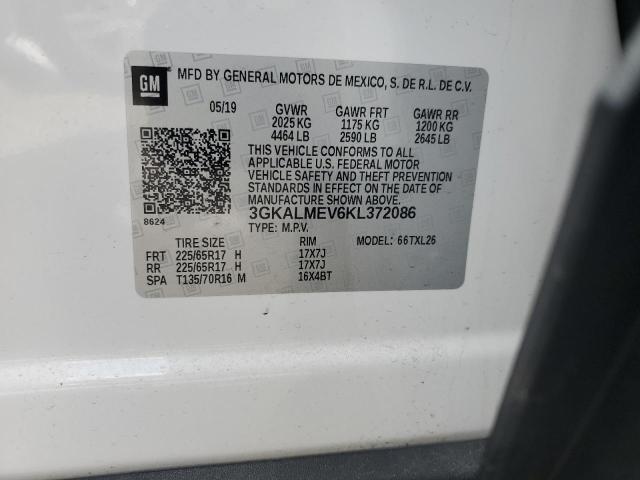 GM MFD BY GENERAL MOTORS DE MEXICO, S. DE R.L. DE C.V.
05/19 GVWR GAWR FRT GAWR RR
2025 KG 1175 KG 1200 KG
4464 LB 2590 LB 2645 LB
THIS VEHICLE CONFORMS TO ALL
APPLICABLE U.S. FEDERAL MOTOR
VEHICLE SAFETY AND THEFT PREVENTION
STANDARDS IN EFFECT ON THE DATE OF
MANUFACTURE SHOWN ABOVE.
8624 3GKALMEV6KL372086
TYPE: M.P.V.
TIRE SIZE RIM MODEL: 66TXL26
FRT 225/65R17 H 17X7J
RR 225/65R17 H 17X7J
SPA T135/70R16 M 16X4BT